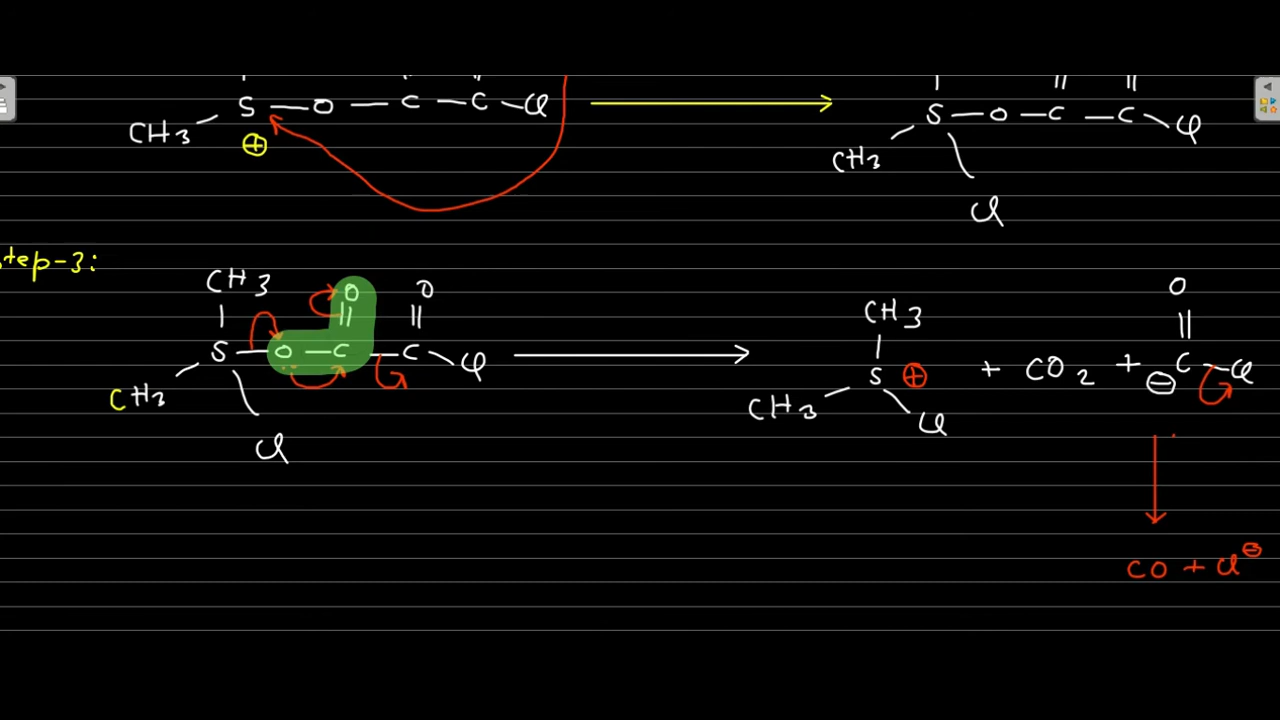 S — O — C — C — Cl
S — O — C — C — Cl
CH3 ⊕
CH3
Cl
step-3:
CH3 O O
O
CH3
S — O — C — C — Cl
S ⊕ + CO2 + ⊖ C — Cl
CH3
CH3 Cl
Cl
CO + Cl⊖